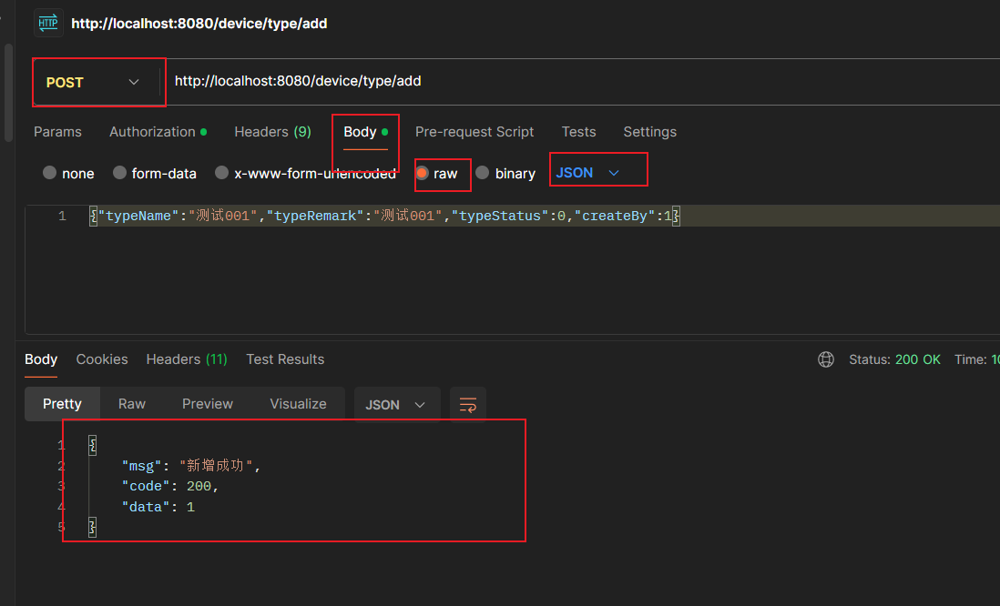 HTTP http://localhost:8080/device/type/add
POST http://localhost:8080/device/type/add
Params Authorization Headers (9) Body Pre-request Script Tests Settings
none form-data x-www-form-urlencoded raw binary JSON
1 {"typeName":"测试001","typeRemark":"测试001","typeStatus":0,"createBy":1}
Body Cookies Headers (11) Test Results Status: 200 OK Time:
Pretty Raw Preview Visualize JSON
1 {
2 "msg": "新增成功",
3 "code": 200,
4 "data": 1
5 }